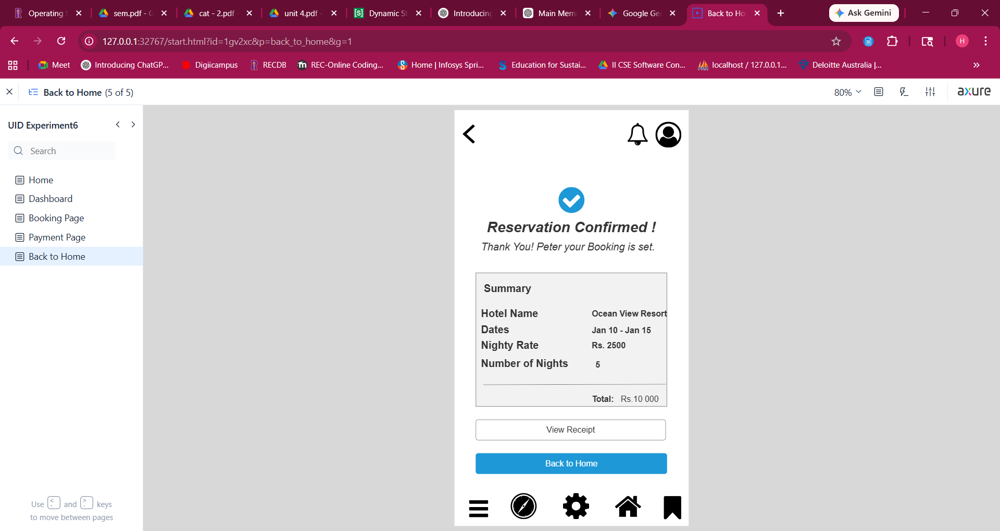 Operating S
sem.pdf - G
cat - 2.pdf
unit 4.pdf -
Dynamic St
Introducing
Main Mem
Google Ge
Back to Ho
Ask Gemini
127.0.0.1:32767/start.html?id=1gv2xc&p=back_to_home&g=1
H
Meet
Introducing ChatGP...
Digiicampus
RECDB
REC-Online Coding...
Home | Infosys Spri...
Education for Sustai...
II CSE Software Con...
localhost / 127.0.0.1...
Deloitte Australia |...
Back to Home (5 of 5)
80%
axure
UID Experiment6
Search
Home
Dashboard
Booking Page
Payment Page
Back to Home
Use < , and > . keys
to move between pages
Reservation Confirmed !
Thank You! Peter your Booking is set.
Summary
Hotel Name Ocean View Resort
Dates Jan 10 - Jan 15
Nighty Rate Rs. 2500
Number of Nights 5
Total: Rs.10 000
View Receipt
Back to Home